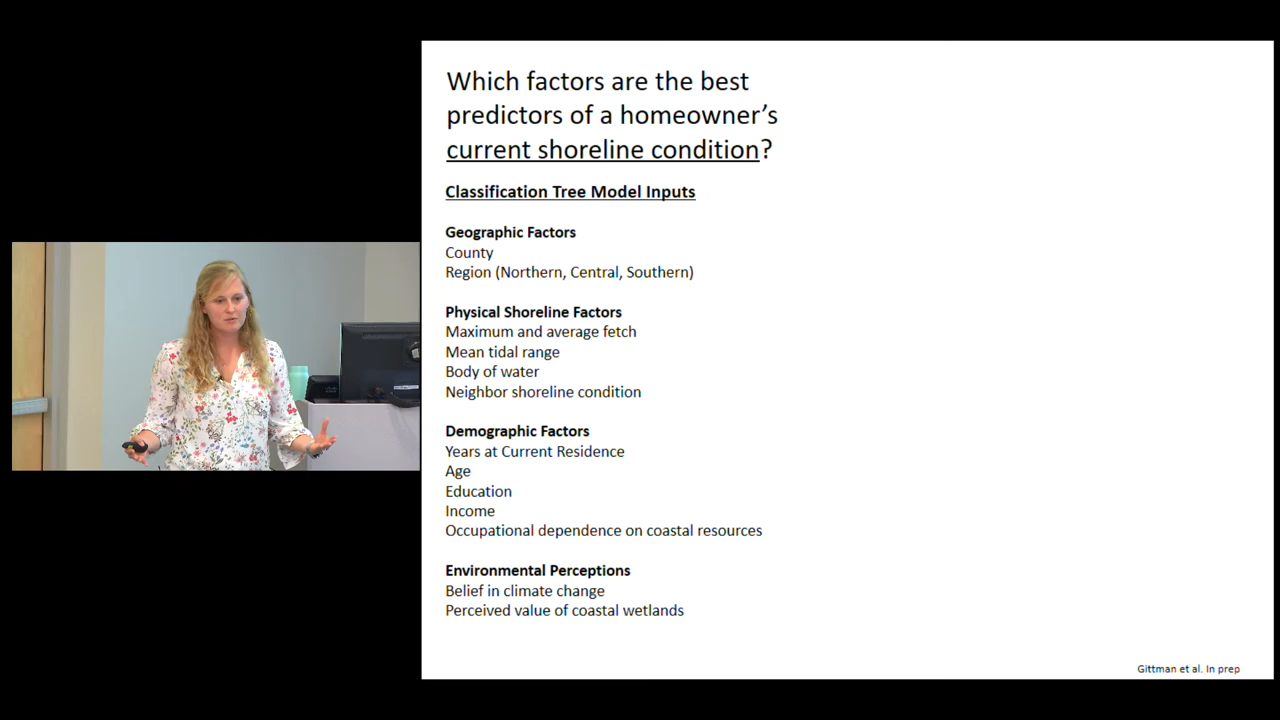 Which factors are the best
predictors of a homeowner’s
current shoreline condition?
Classification Tree Model Inputs
Geographic Factors
County
Region (Northern, Central, Southern)
Physical Shoreline Factors
Maximum and average fetch
Mean tidal range
Body of water
Neighbor shoreline condition
Demographic Factors
Years at Current Residence
Age
Education
Income
Occupational dependence on coastal resources
Environmental Perceptions
Belief in climate change
Perceived value of coastal wetlands
Gittman et al. In prep